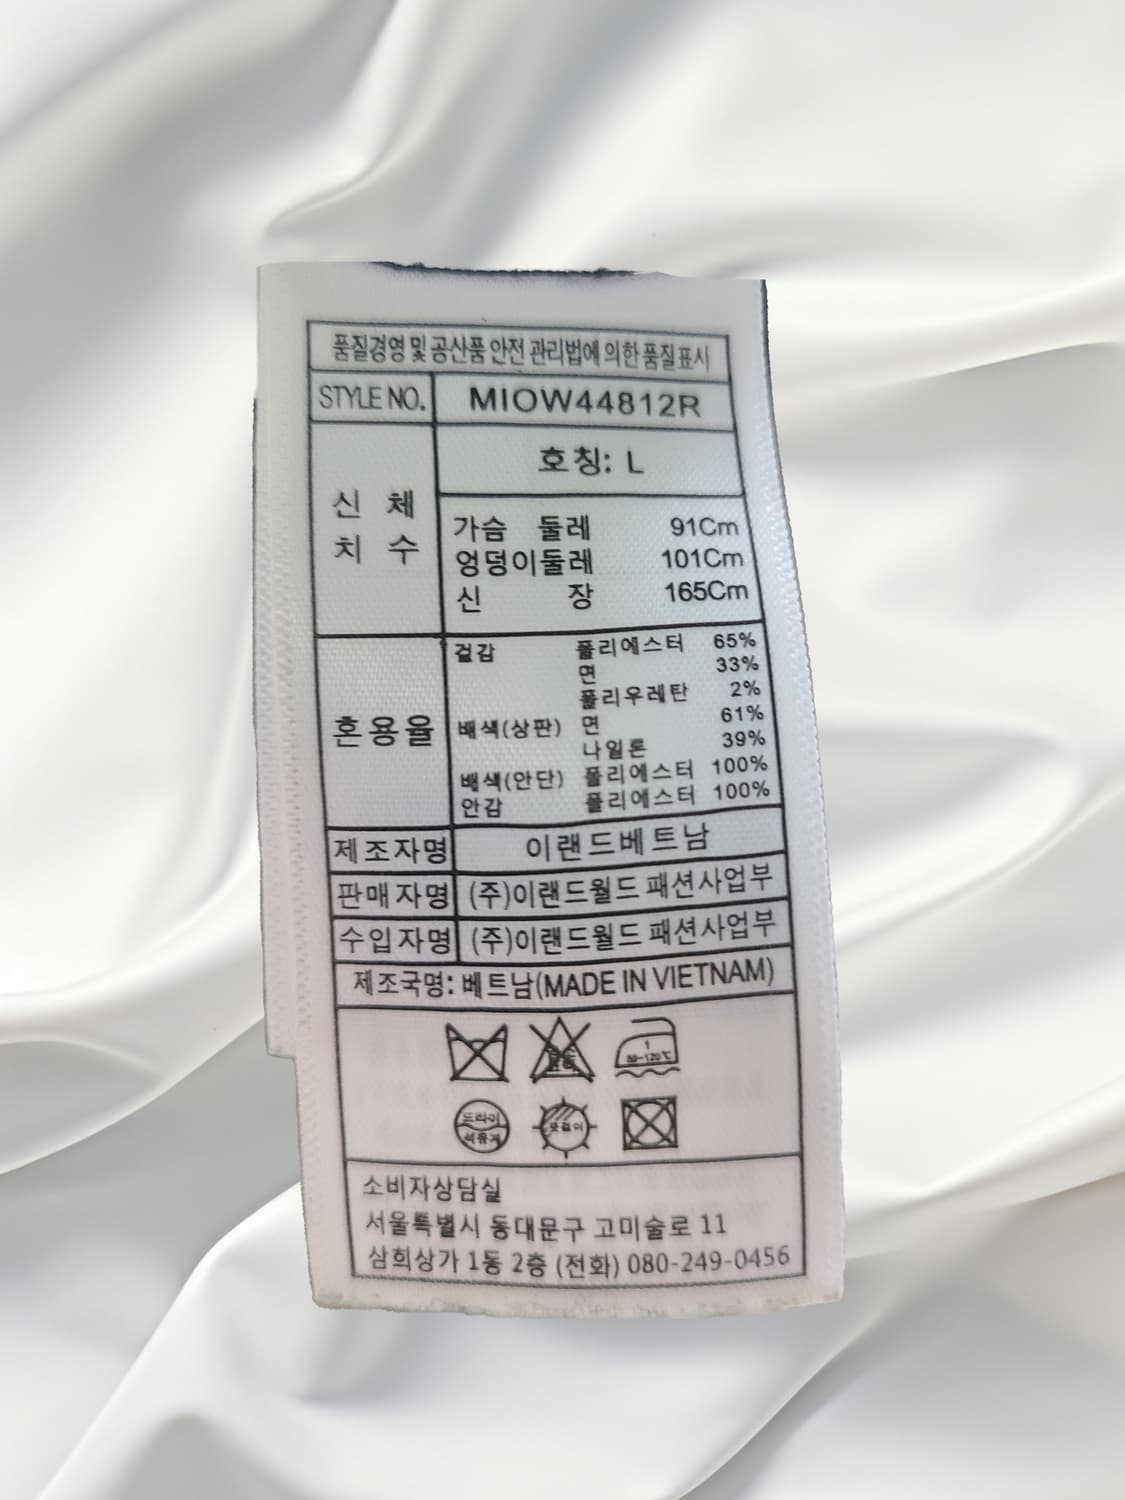 품질경영 및 공산품 안전 관리법에 의한 품질표시
STYLE NO. MIOW44812R
신 체 치 수
호칭: L
가슴 둘레 91Cm
엉덩이둘레 101Cm
신 장 165Cm
혼용율
겉감 폴리에스터 65%
면 33%
폴리우레탄 2%
배색(상판) 면 61%
나일론 39%
배색(안단) 폴리에스터 100%
안감 폴리에스터 100%
제조자명 이랜드베트남
판매자명 (주)이랜드월드 패션사업부
수입자명 (주)이랜드월드 패션사업부
제조국명: 베트남(MADE IN VIETNAM)
1
80~120℃
드라이
석유계
옷걸이
소비자상담실
서울특별시 동대문구 고미술로 11
삼희상가 1동 2층 (전화) 080-249-0456